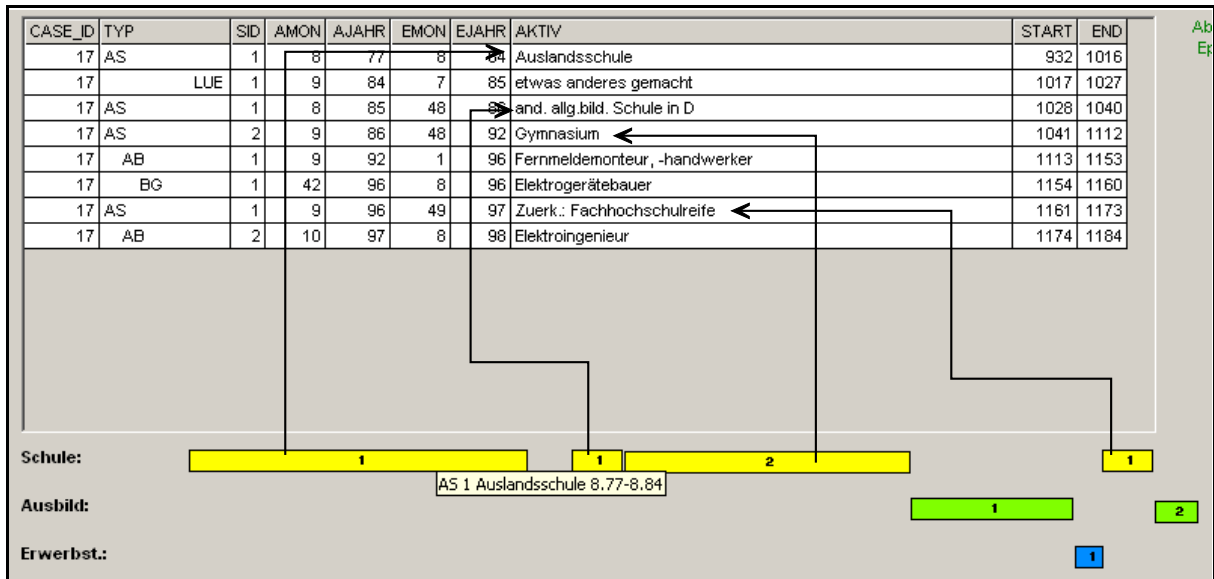 CASE_ID TYP SID AMON AJAHR EMON EJAHR AKTIV START END
17 AS 1 8 77 8 84 Auslandsschule 932 1016
17 LUE 1 9 84 7 85 etwas anderes gemacht 1017 1027
17 AS 1 8 85 48 86 and. allg.bild. Schule in D 1028 1040
17 AS 2 9 86 48 92 Gymnasium 1041 1112
17 AB 1 9 92 1 96 Fernmeldemonteur, -handwerker 1113 1153
17 BG 1 42 96 8 96 Elektrogerätebauer 1154 1160
17 AS 1 9 96 49 97 Zuerk.: Fachhochschulreife 1161 1173
17 AB 2 10 97 8 98 Elektroingenieur 1174 1184
Ab
Schule: 1 1 2 1
AS 1 Auslandsschule 8.77-8.84
Ausbild: 1 2
Erwerbst.: 1